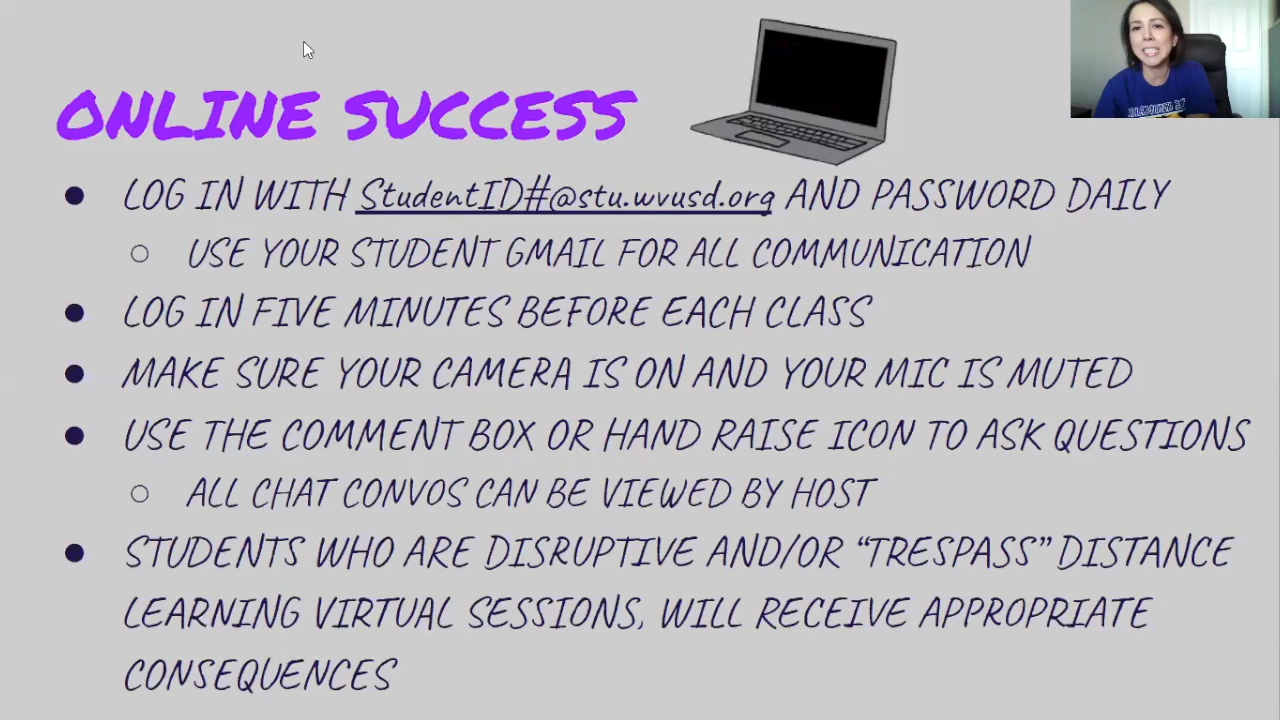 ONLINE SUCCESS
LOG IN WITH StudentID#@stu.wvusd.org AND PASSWORD DAILY
USE YOUR STUDENT GMAIL FOR ALL COMMUNICATION
LOG IN FIVE MINUTES BEFORE EACH CLASS
MAKE SURE YOUR CAMERA IS ON AND YOUR MIC IS MUTED
USE THE COMMENT BOX OR HAND RAISE ICON TO ASK QUESTIONS
ALL CHAT CONVOS CAN BE VIEWED BY HOST
STUDENTS WHO ARE DISRUPTIVE AND/OR “TRESPASS” DISTANCE
LEARNING VIRTUAL SESSIONS, WILL RECEIVE APPROPRIATE
CONSEQUENCES